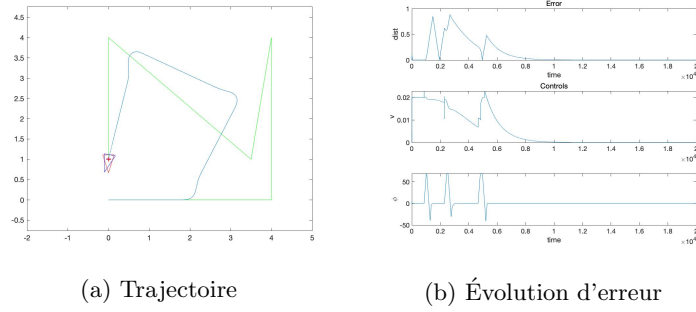 Error
4.5
4
3.5
3
2.5
2
1.5
1
0.5
0
-0.5
-2 -1 0 1 2 3 4 5
dist
1
0.5
0
0 0.2 0.4 0.6 0.8 1 1.2 1.4 1.6 1.8 2
time
×10⁴
Controls
v
0.02
0.01
0
0 0.2 0.4 0.6 0.8 1 1.2 1.4 1.6 1.8 2
×10⁴
50
0
-50
0 0.2 0.4 0.6 0.8 1 1.2 1.4 1.6 1.8 2
time
×10⁴
(a) Trajectoire
(b) Évolution d'erreur